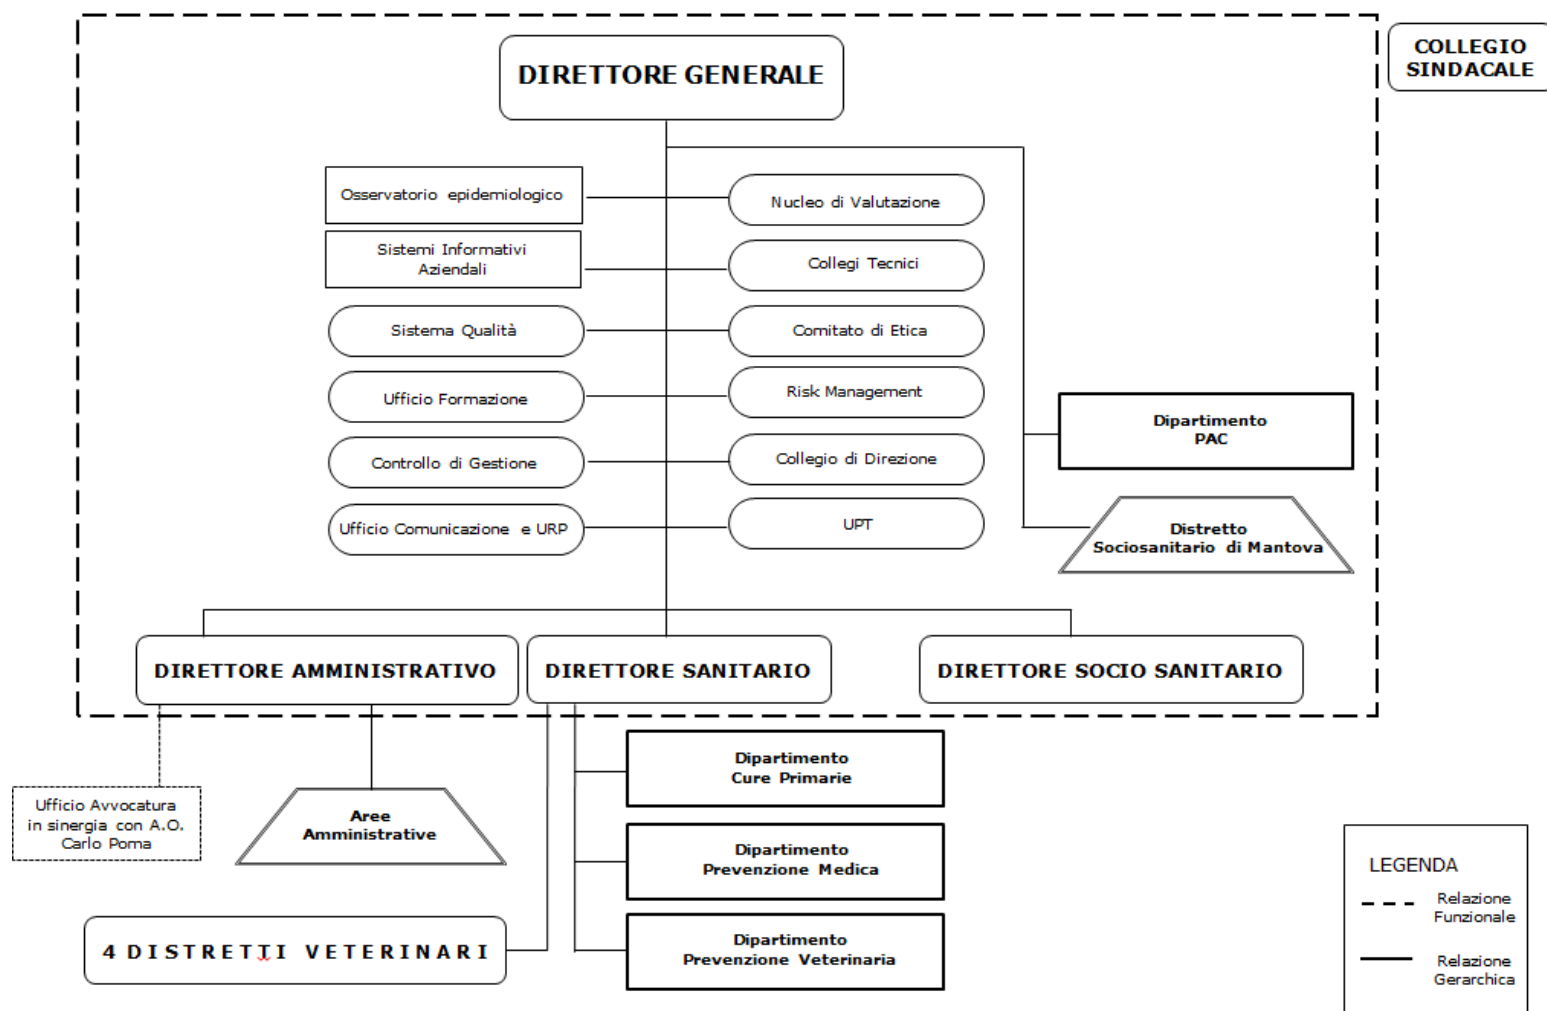 DIRETTORE GENERALE
COLLEGIO
SINDACALE
Osservatorio epidemiologico
Nucleo di Valutazione
Sistemi Informativi
Aziendali
Collegi Tecnici
Sistema Qualità
Comitato di Etica
Ufficio Formazione
Risk Management
Controllo di Gestione
Collegio di Direzione
Ufficio Comunicazione e URP
UPT
Dipartimento
PAC
Distretto
Sociosanitario di Mantova
DIRETTORE AMMINISTRATIVO
DIRETTORE SANITARIO
DIRETTORE SOCIO SANITARIO
Ufficio Avvocatura
in sinergia con A.O.
Carlo Poma
Aree
Amministrative
Dipartimento
Cure Primarie
Dipartimento
Prevenzione Medica
Dipartimento
Prevenzione Veterinaria
4 DISTRETTI VETERINARI
LEGENDA
Relazione
Funzionale
Relazione
Gerarchica